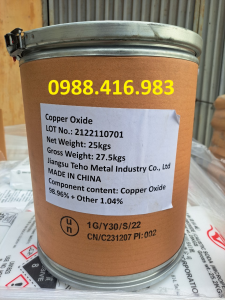 0988.416.983
Copper Oxide
LOT No.: 2122110701
Net Weight: 25kgs
Gross Weight: 27.5kgs
Jiangsu Teho Metal Industry Co., Ltd
MADE IN CHINA
Component content: Copper Oxide
98.96% + Other 1.04%
un
1G/Y30/S/22
CN/C231207 PI:002